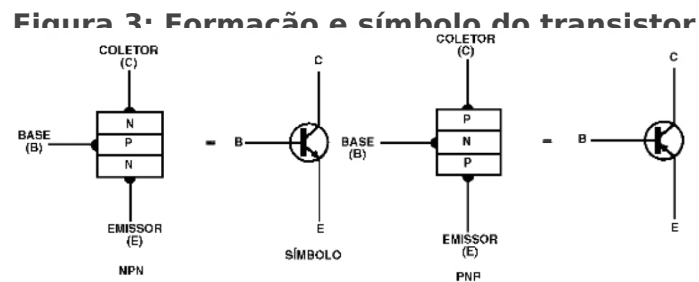 Figura 3: Formação e símbolo do transistor
COLETOR
(C)
N
P
N
BASE
(B)
EMISSOR
(E)
NPN
=
C
B
E
SÍMBOLO
COLETOR
(C)
P
N
P
BASE
(B)
EMISSOR
(E)
PNP
=
C
B
E